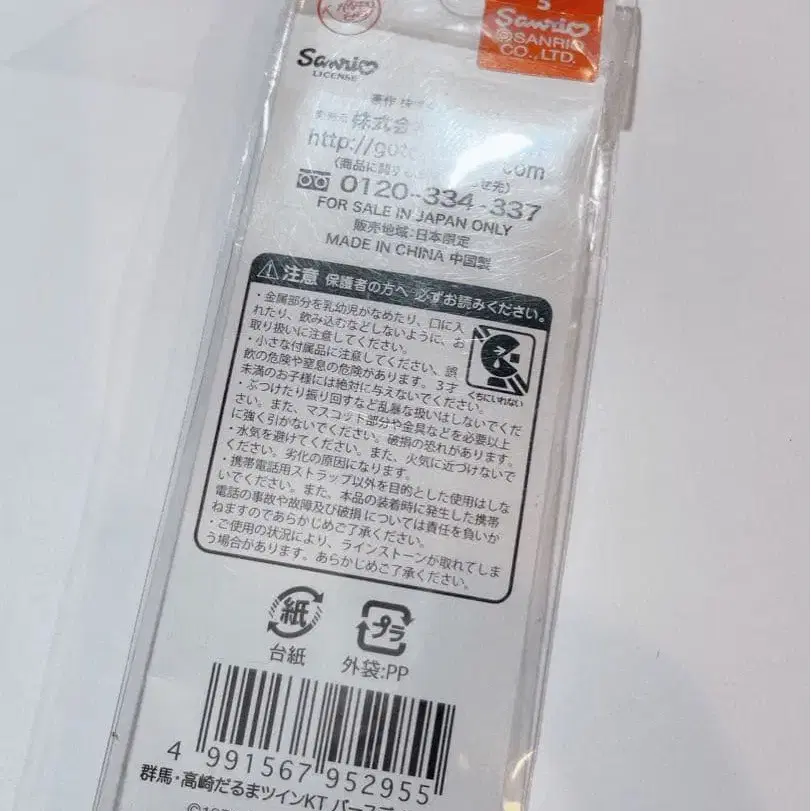 Sanrio
©SANRIO
CO., LTD.
Sanrio
LICENSE
著作
株式会
http://goto com
(商品に関する
0120-334-337
FOR SALE IN JAPAN ONLY
販売地域:日本限定
MADE IN CHINA 中国製
注意 保護者の方へ 必ずお読みください。
・金属部分を乳幼児がなめたり、口に入
れたり、飲み込むなどしないように、お
取り扱いに注意してください。
・小さな付属品に注意してください、誤
飲の危険や窒息の危険があります。3才
未満のお子様には絶対に与えないでください。
くちにいれない
・ぶつけたり振り回すなど乱暴な扱いはしないでくだ
さい。また、マスコット部分や金具などを必要以上
に強く引かないでください。破損の恐れがあります。
・水気を避けてください。また、火気に近づけないで
ください。劣化の原因になります。
・携帯電話用ストラップ以外を目的とした使用はしな
いでください。また、本品の装着時に発生した携帯
電話の事故や故障及び破損については責任を負いか
ねますのであらかじめご了承ください。
・ご使用の状況により、ラインストーンが取れてしま
う場合があります。あらかじめご了承ください。
紙
台紙
プラ
外袋:PP
4 991567 952955
群馬・高崎だるまツインKT バース